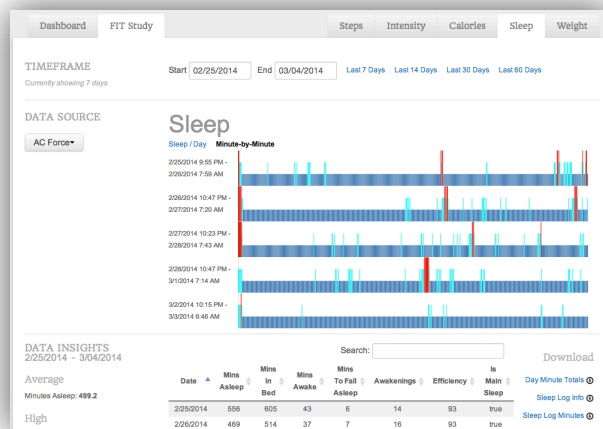 Dashboard FIT Study Steps Intensity Calories Sleep Weight
TIMEFRAME
Currently showing 7 days
Start 02/25/2014 End 03/04/2014 Last 7 Days Last 14 Days Last 30 Days Last 60 Days
DATA SOURCE
AC Force
Sleep
Sleep / Day Minute-by-Minute
2/25/2014 9:55 PM -
2/26/2014 7:59 AM
2/26/2014 10:47 PM -
2/27/2014 7:20 AM
2/27/2014 10:23 PM -
2/28/2014 7:43 AM
2/28/2014 10:47 PM -
3/1/2014 7:14 AM
3/2/2014 10:15 PM -
3/3/2014 6:46 AM
DATA INSIGHTS
2/25/2014 - 3/04/2014
Search:
Download
Average
Minutes Asleep: 499.2
High
Date Mins Asleep Mins In Bed Mins Awake Mins To Fall Asleep Awakenings Efficiency Is Main Sleep
2/25/2014 556 605 43 6 14 93 true
2/26/2014 469 514 37 7 16 93 true
Day Minute Totals
Sleep Log Info
Sleep Log Minutes